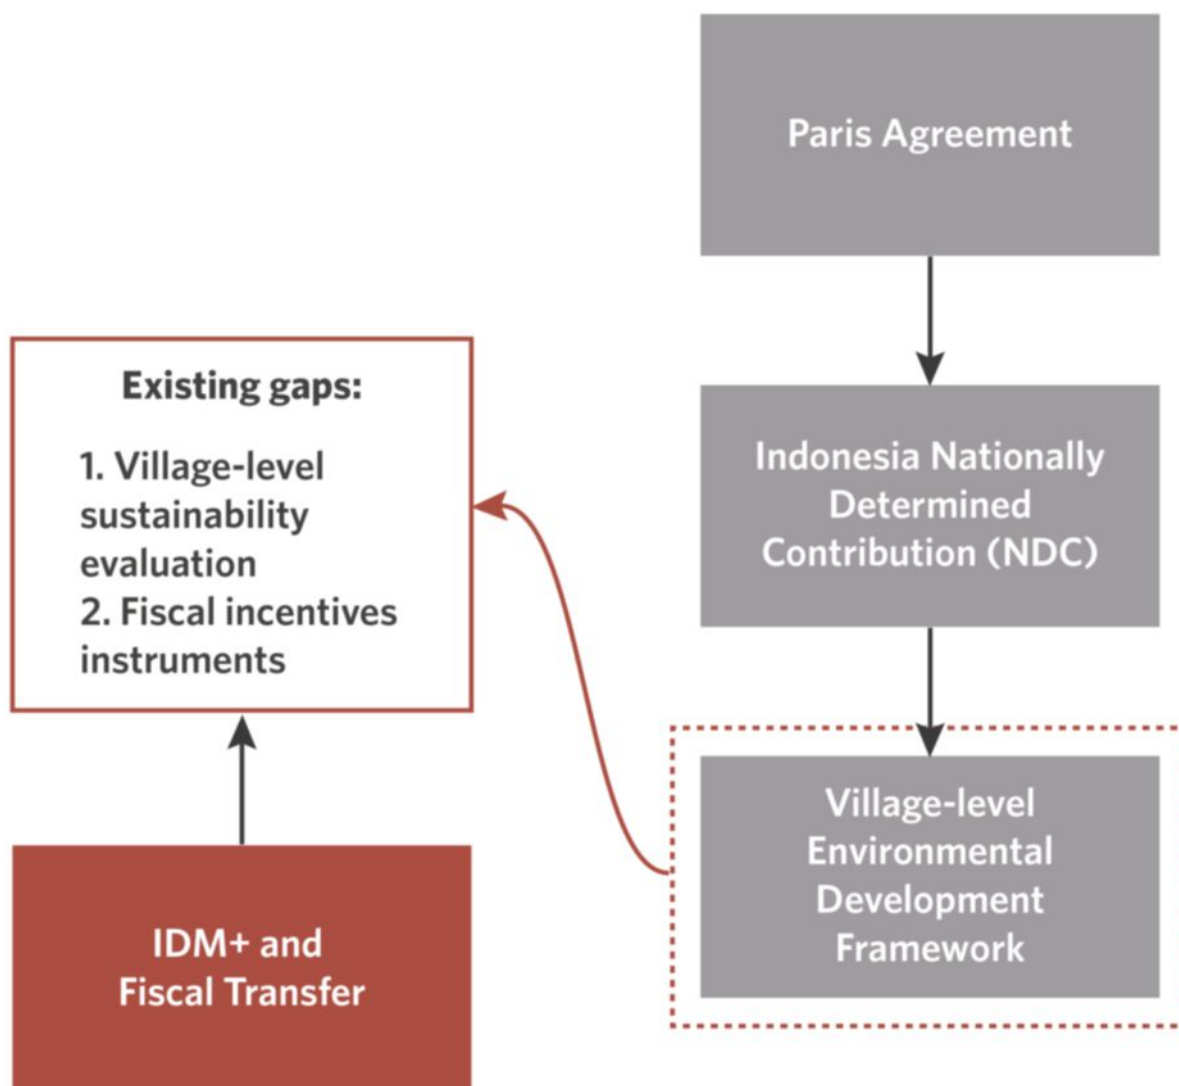 Paris Agreement
Existing gaps:
1. Village-level
sustainability
evaluation
2. Fiscal incentives
instruments
Indonesia Nationally
Determined
Contribution (NDC)
Village-level
Environmental
Development
Framework
IDM+ and
Fiscal Transfer